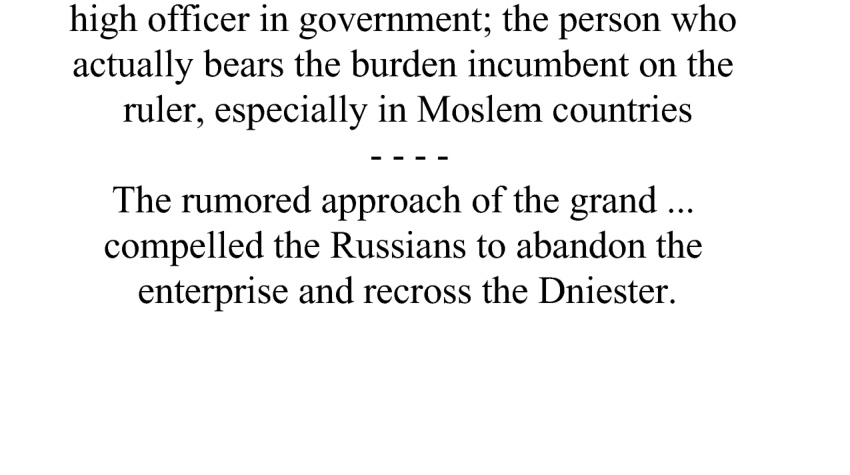 high officer in government; the person who
actually bears the burden incumbent on the
ruler, especially in Moslem countries
- - - -
The rumored approach of the grand ...
compelled the Russians to abandon the
enterprise and recross the Dniester.